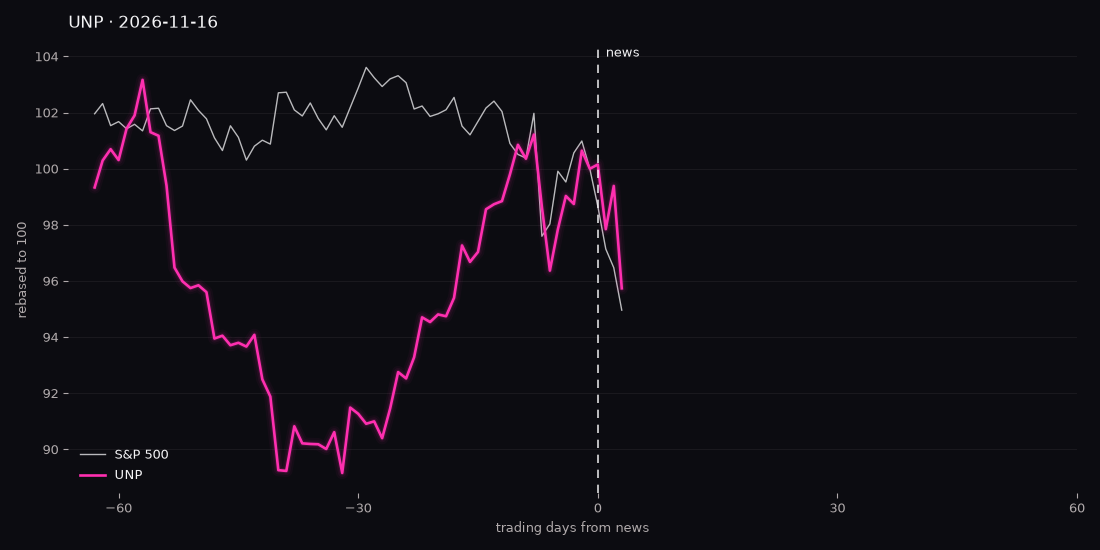 UNP · 2026-11-16
news
104
102
100
98
96
94
92
90
rebased to 100
S&P 500
UNP
−60
−30
0
30
60
trading days from news